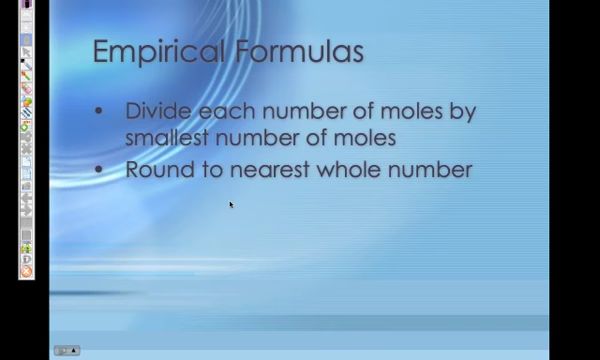 Empirical Formulas
• Divide each number of moles by
smallest number of moles
• Round to nearest whole number